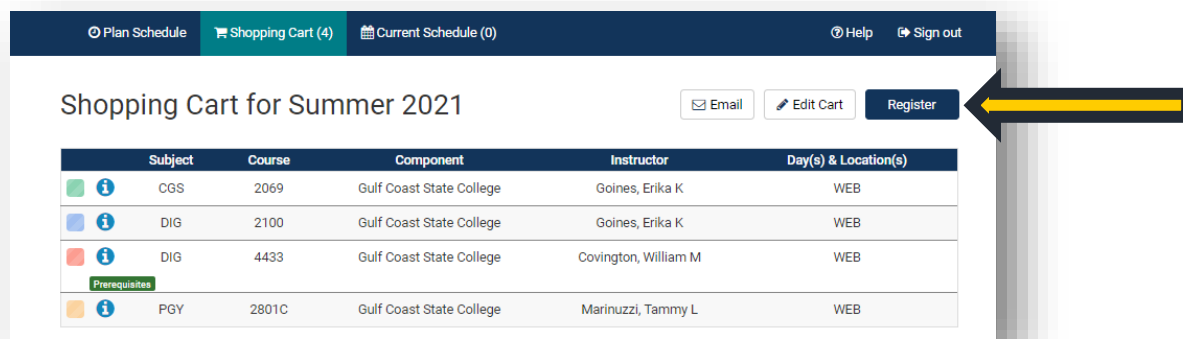 Plan Schedule Shopping Cart (4) Current Schedule (0) Help Sign out
Shopping Cart for Summer 2021 Email Edit Cart Register
Subject Course Component Instructor Day(s) & Location(s)
CGS 2069 Gulf Coast State College Goines, Erika K WEB
DIG 2100 Gulf Coast State College Goines, Erika K WEB
DIG 4433 Gulf Coast State College Covington, William M WEB
Prerequisites
PGY 2801C Gulf Coast State College Marinuzzi, Tammy L WEB